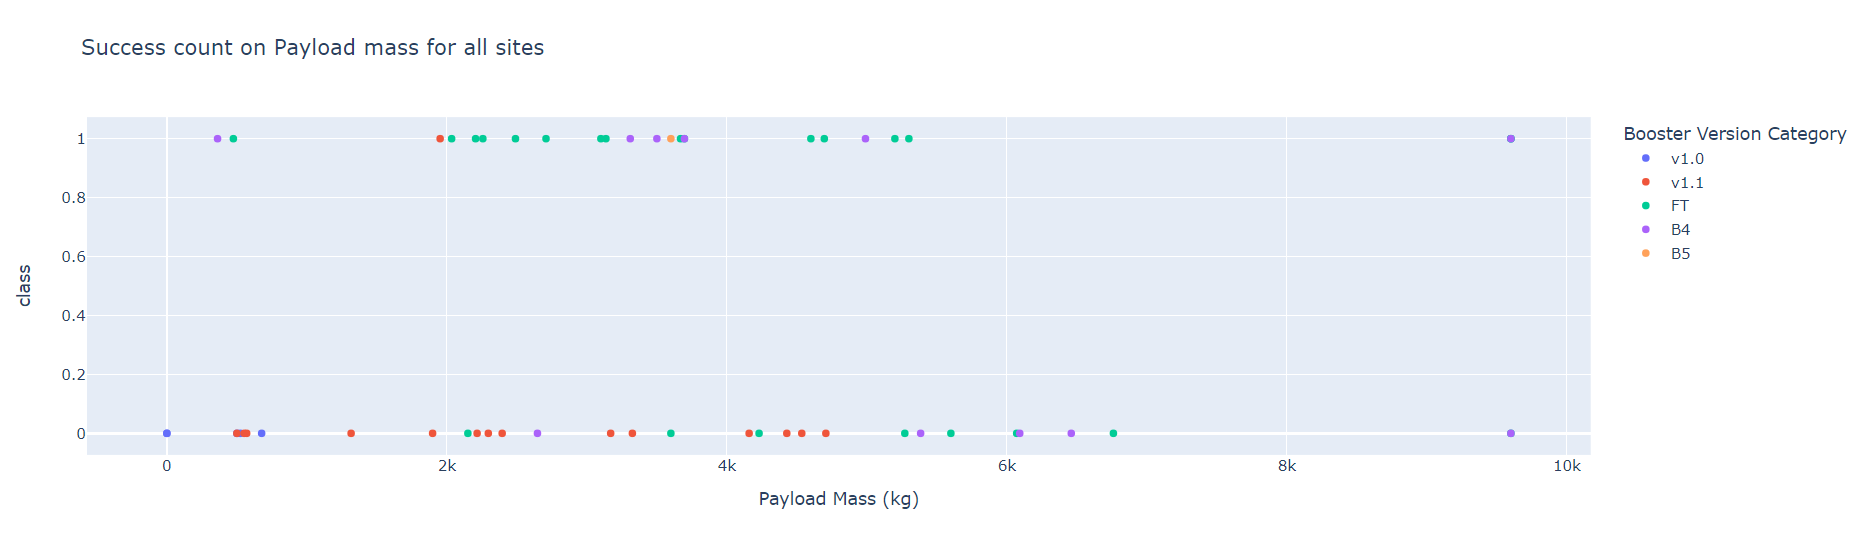 Success count on Payload mass for all sites
Booster Version Category
v1.0
v1.1
FT
B4
B5
class
1
0.8
0.6
0.4
0.2
0
0 2k 4k 6k 8k 10k
Payload Mass (kg)